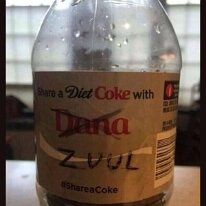 Share a Diet Coke with
Dana
ZUUL
#ShareaCoke